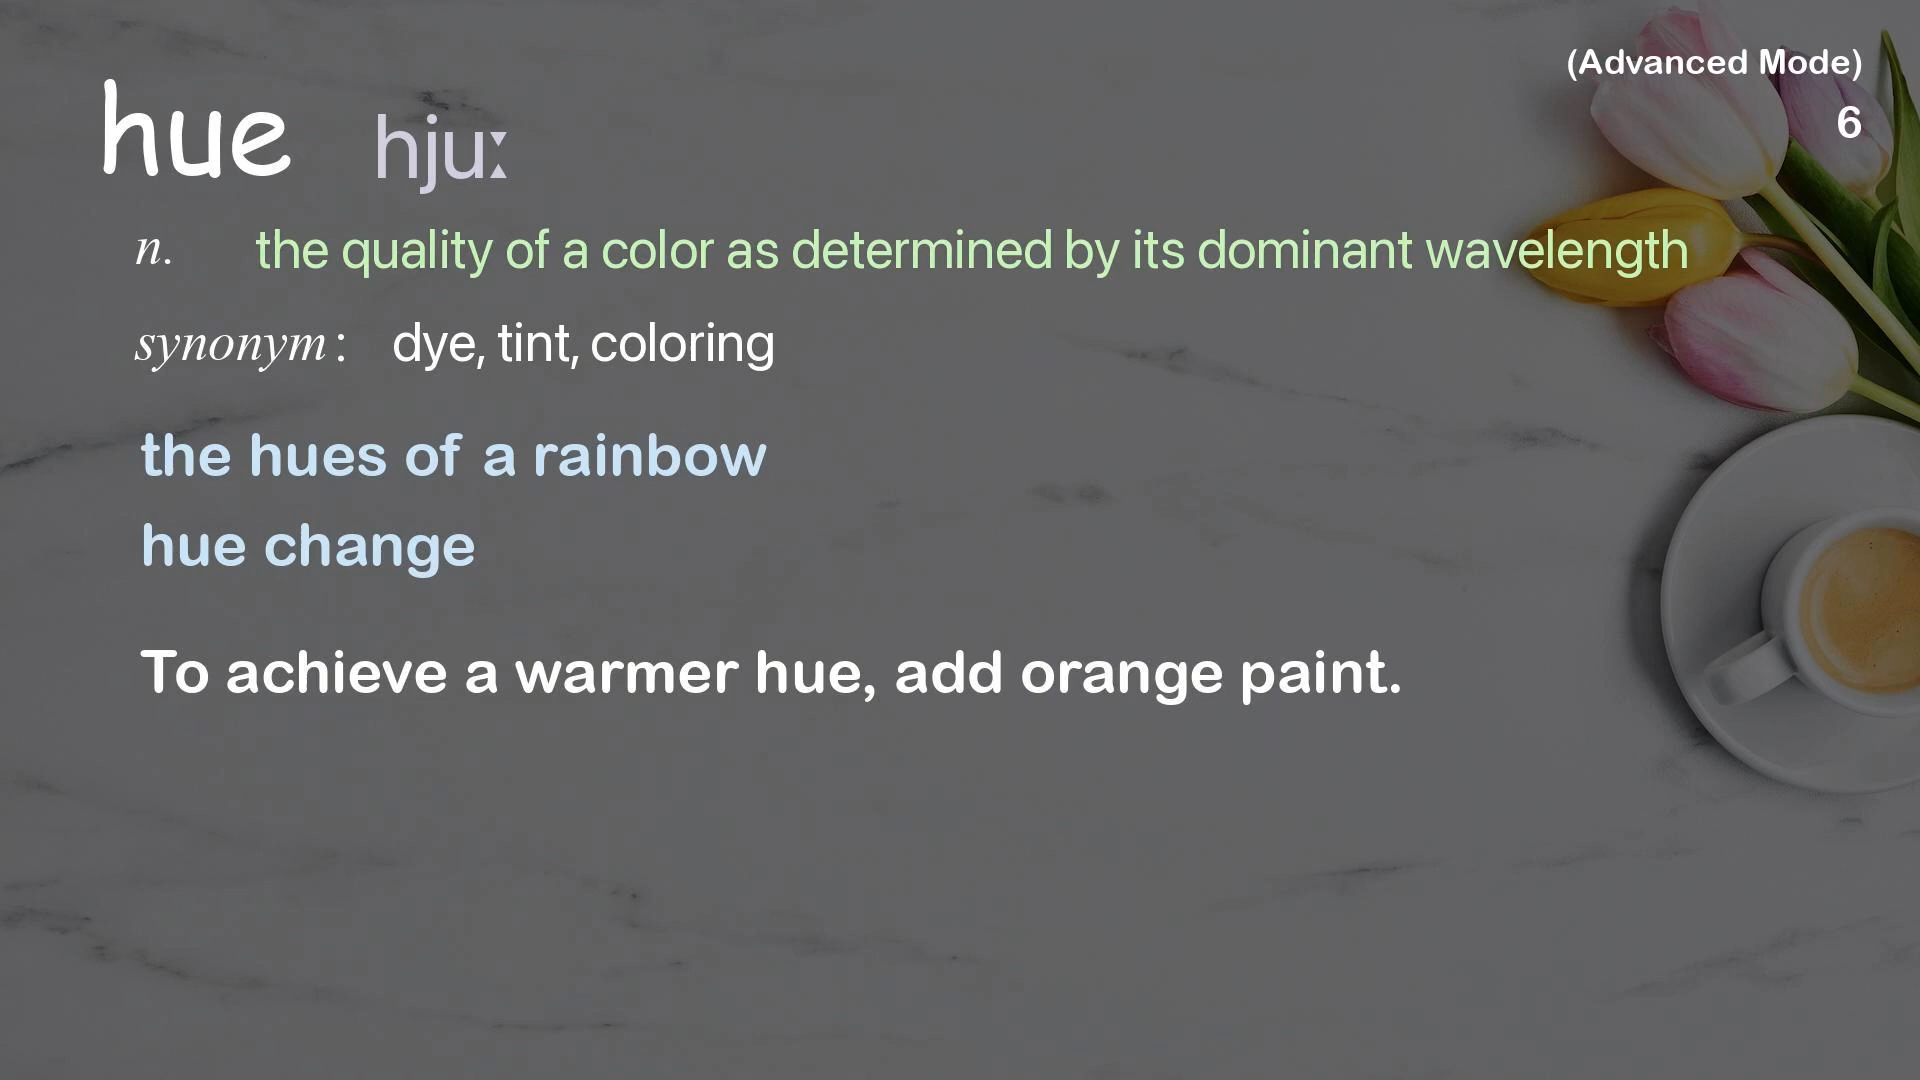 (Advanced Mode)
6
hue hjuː
n. the quality of a color as determined by its dominant wavelength
synonym: dye, tint, coloring
the hues of a rainbow
hue change
To achieve a warmer hue, add orange paint.